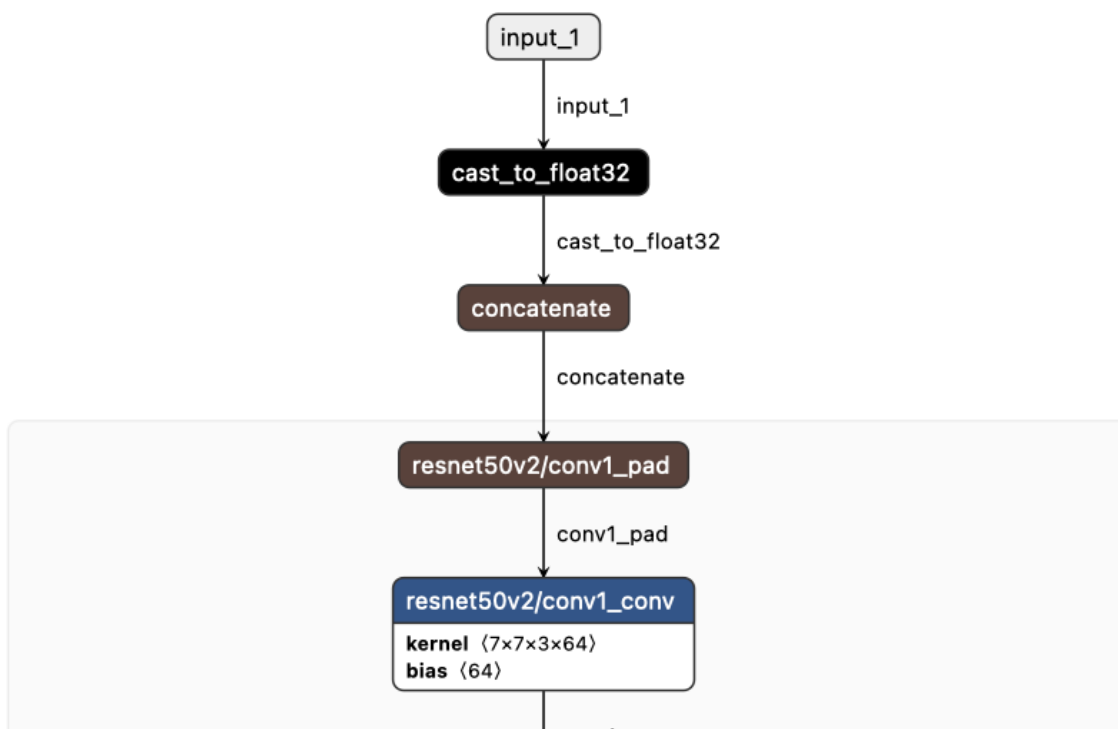 input_1
input_1
cast_to_float32
cast_to_float32
concatenate
concatenate
resnet50v2/conv1_pad
conv1_pad
resnet50v2/conv1_conv
kernel ⟨7×7×3×64⟩
bias ⟨64⟩